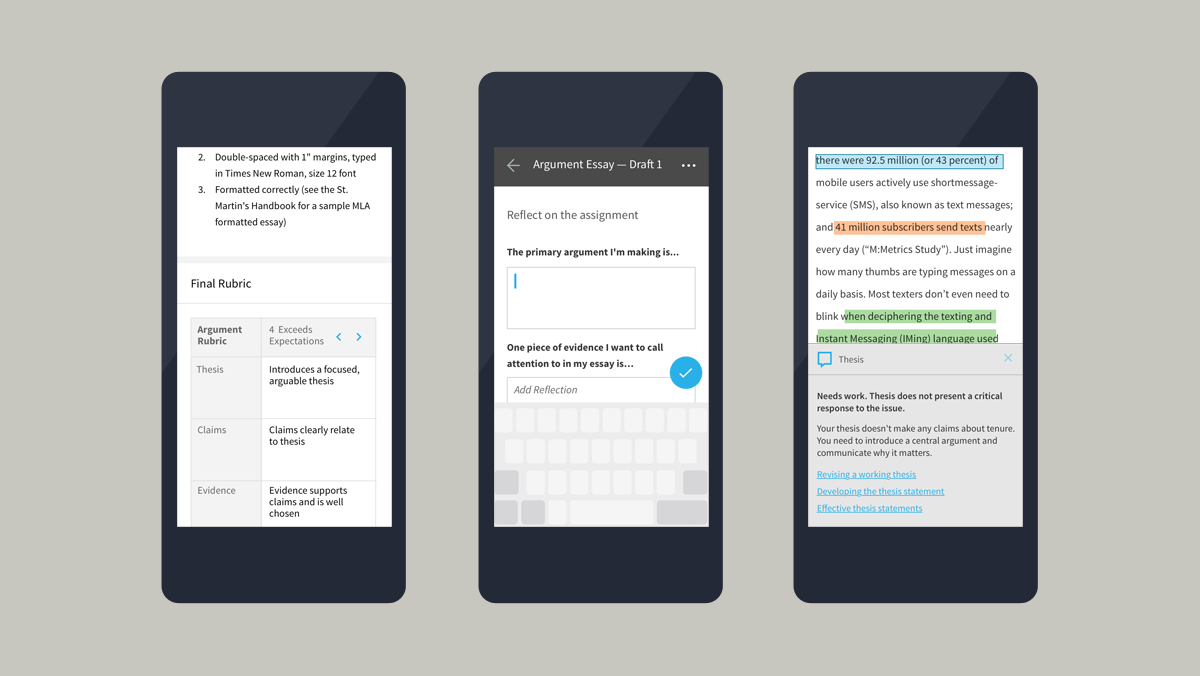 2. Double-spaced with 1" margins, typed
in Times New Roman, size 12 font
3. Formatted correctly (see the St.
Martin's Handbook for a sample MLA
formatted essay)
Final Rubric
Argument
Rubric
4 Exceeds
Expectations
Thesis
Introduces a focused,
arguable thesis
Claims
Claims clearly relate
to thesis
Evidence
Evidence supports
claims and is well
chosen
Argument Essay — Draft 1
Reflect on the assignment
The primary argument I'm making is...
One piece of evidence I want to call
attention to in my essay is...
Add Reflection
there were 92.5 million (or 43 percent) of
mobile users actively use shortmessage-
service (SMS), also known as text messages;
and 41 million subscribers send texts nearly
every day (“M:Metrics Study”). Just imagine
how many thumbs are typing messages on a
daily basis. Most texters don’t even need to
blink when deciphering the texting and
Instant Messaging (IMing) language used
Thesis
Needs work. Thesis does not present a critical
response to the issue.
Your thesis doesn’t make any claims about tenure.
You need to introduce a central argument and
communicate why it matters.
Revising a working thesis
Developing the thesis statement
Effective thesis statements